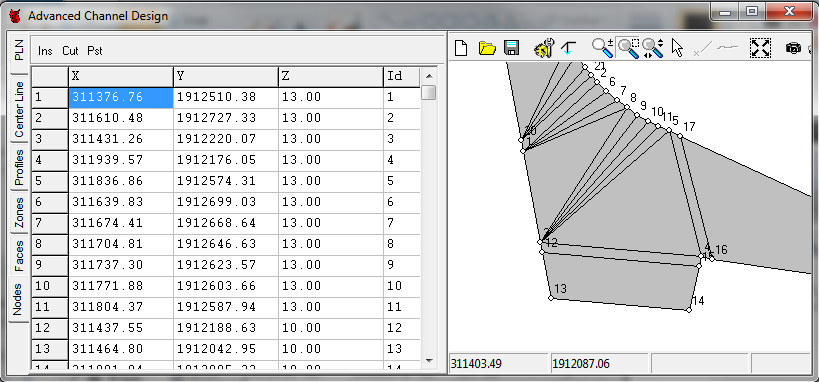 Advanced Channel Design
PLN
Center Line
Profiles
Zones
Faces
Nodes
Ins Cut Pst
X Y Z Id
1 311376.76 1912510.38 13.00 1
2 311610.48 1912727.33 13.00 2
3 311431.26 1912220.07 13.00 3
4 311939.57 1912176.05 13.00 4
5 311836.86 1912574.31 13.00 5
6 311639.83 1912699.03 13.00 6
7 311674.41 1912668.64 13.00 7
8 311704.81 1912646.63 13.00 8
9 311737.30 1912623.57 13.00 9
10 311771.88 1912603.66 13.00 10
11 311804.37 1912587.94 13.00 11
12 311437.55 1912188.63 10.00 12
13 311464.80 1912042.95 10.00 13
21
2
6
7
8
9
10
11
5
17
1
12
4
16
13
14
311403.49 1912087.06